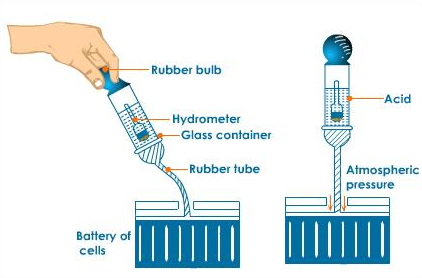 Rubber bulb
Hydrometer
Glass container
Rubber tube
Battery of
cells
Acid
Atmospheric
pressure